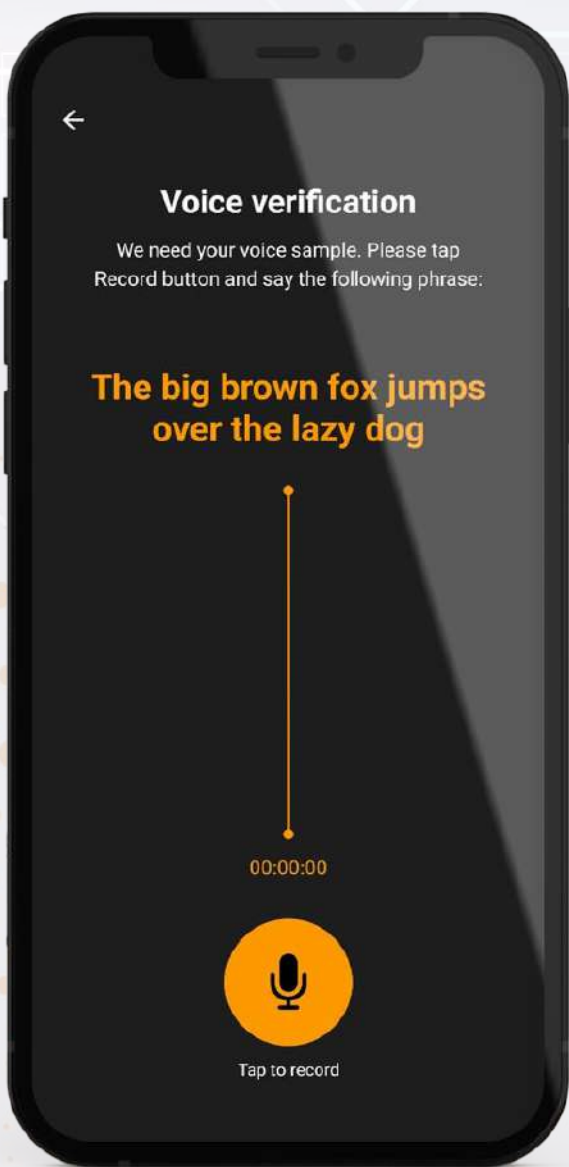 Voice verification
We need your voice sample. Please tap
Record button and say the following phrase:
The big brown fox jumps
over the lazy dog
00:00:00
Tap to record